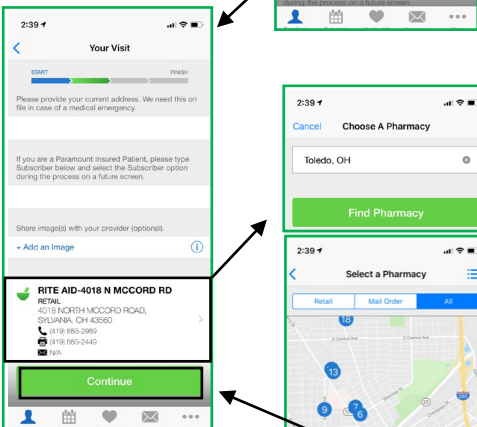 2:39
Your Visit
START
FINISH
Please provide your current address. We need this on
file in case of a medical emergency.
If you are a Paramount Insured Patient, please type
Subscriber below and select the Subscriber option
during the process on a future screen.
Share image(s) with your provider (optional).
+ Add an Image
RITE AID-4018 N MCCORD RD
RETAIL
4018 NORTH MCCORD ROAD,
SYLVANIA, OH 43560
(419) 885-2989
(419) 885-2449
N/A
Continue
during the process on a future screen.
2:39
Cancel
Choose A Pharmacy
Toledo, OH
Find Pharmacy
2:39
Select a Pharmacy
Retail
Mail Order
All
18
S Central Ave
S Central Ave
13
9
7
6
25